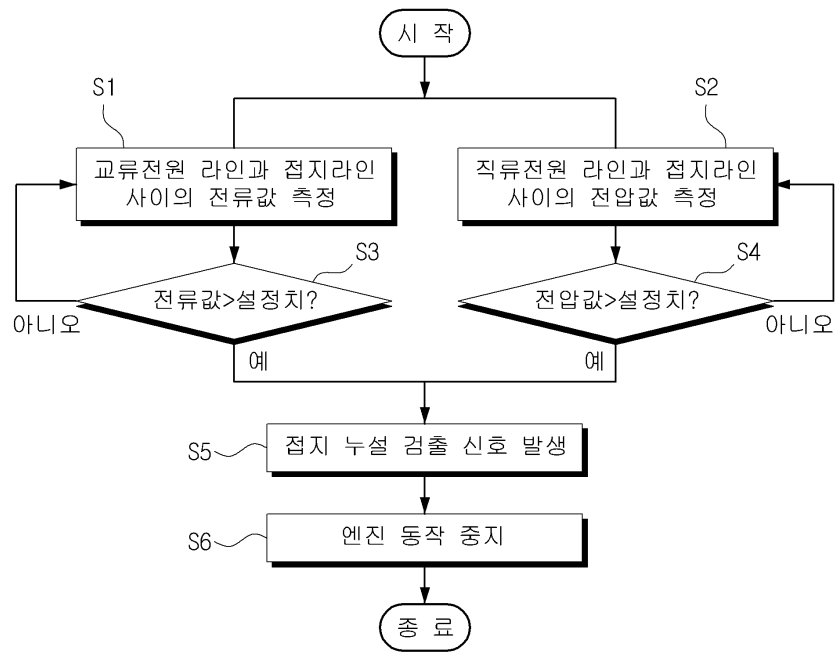 시 작
S1
S2
교류전원 라인과 접지라인
사이의 전류값 측정
직류전원 라인과 접지라인
사이의 전압값 측정
S3
S4
전류값>설정치?
전압값>설정치?
아니오
아니오
예
예
S5
접지 누설 검출 신호 발생
S6
엔진 동작 중지
종 료